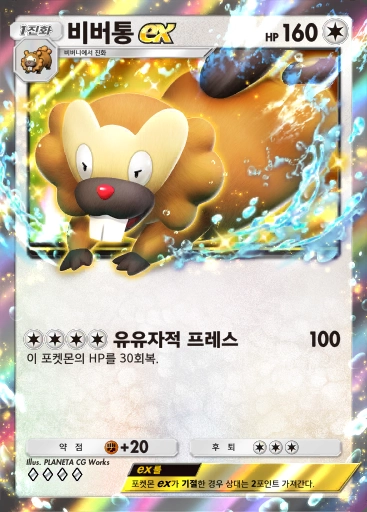 1진화 비버통 ex HP 160
비버니에서 진화
유유자적 프레스 100
이 포켓몬의 HP를 30회복.
약 점 +20 후 퇴
Illus. PLANETA CG Works
ex 룰
포켓몬 ex가 기절한 경우 상대는 2포인트 가져간다.